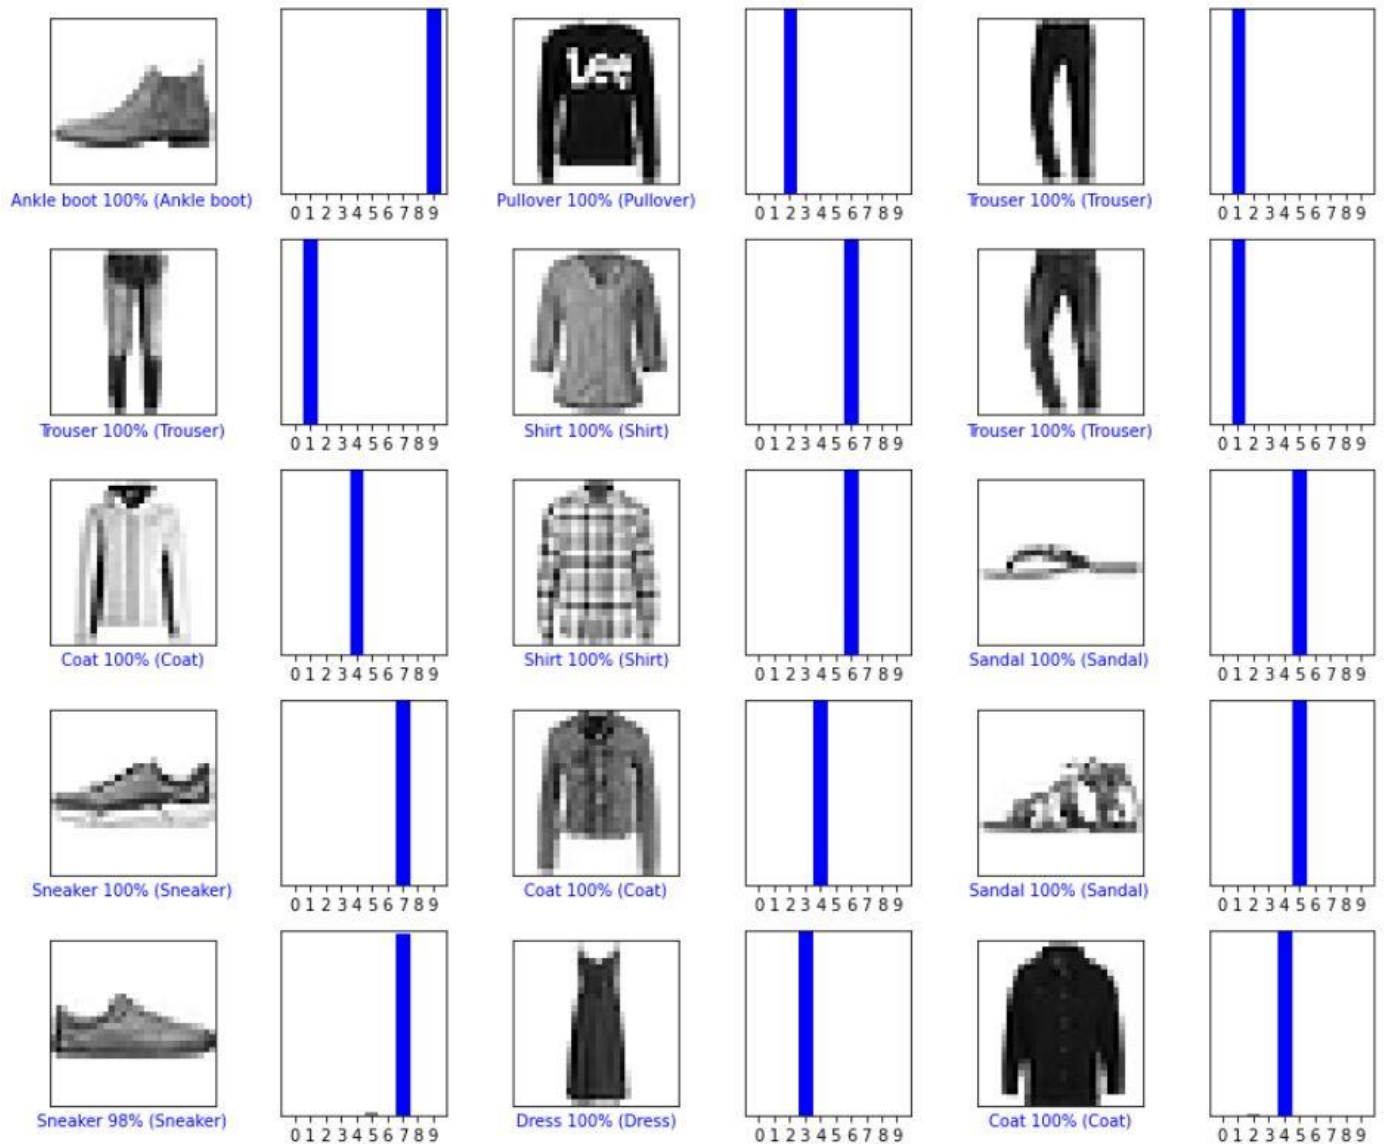 Lee
0 1 2 3 4 5 6 7 8 9
0 1 2 3 4 5 6 7 8 9
0 1 2 3 4 5 6 7 8 9
Ankle boot 100% (Ankle boot)
Pullover 100% (Pullover)
Trouser 100% (Trouser)
0 1 2 3 4 5 6 7 8 9
0 1 2 3 4 5 6 7 8 9
0 1 2 3 4 5 6 7 8 9
Trouser 100% (Trouser)
Shirt 100% (Shirt)
Trouser 100% (Trouser)
0 1 2 3 4 5 6 7 8 9
0 1 2 3 4 5 6 7 8 9
0 1 2 3 4 5 6 7 8 9
Coat 100% (Coat)
Shirt 100% (Shirt)
Sandal 100% (Sandal)
0 1 2 3 4 5 6 7 8 9
0 1 2 3 4 5 6 7 8 9
0 1 2 3 4 5 6 7 8 9
Sneaker 100% (Sneaker)
Coat 100% (Coat)
Sandal 100% (Sandal)
0 1 2 3 4 5 6 7 8 9
0 1 2 3 4 5 6 7 8 9
0 1 2 3 4 5 6 7 8 9
Sneaker 98% (Sneaker)
Dress 100% (Dress)
Coat 100% (Coat)